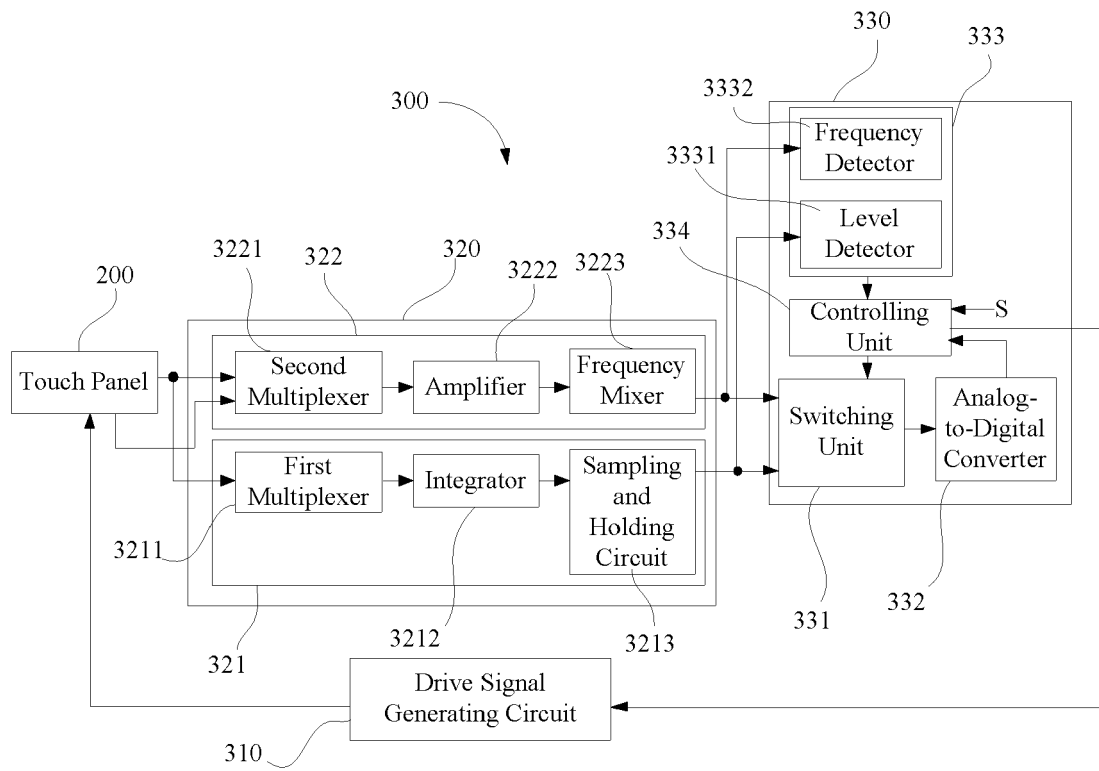 330
333
3332
300
Frequency
Detector
3331
Level
Detector
334
3221
322
320
3222
3223
200
Controlling
Unit
S
Touch Panel
Second
Multiplexer
Amplifier
Frequency
Mixer
Switching
Unit
Analog-
to-Digital
Converter
First
Multiplexer
Integrator
Sampling
and
Holding
Circuit
3211
331
332
321
3212
3213
Drive Signal
Generating Circuit
310